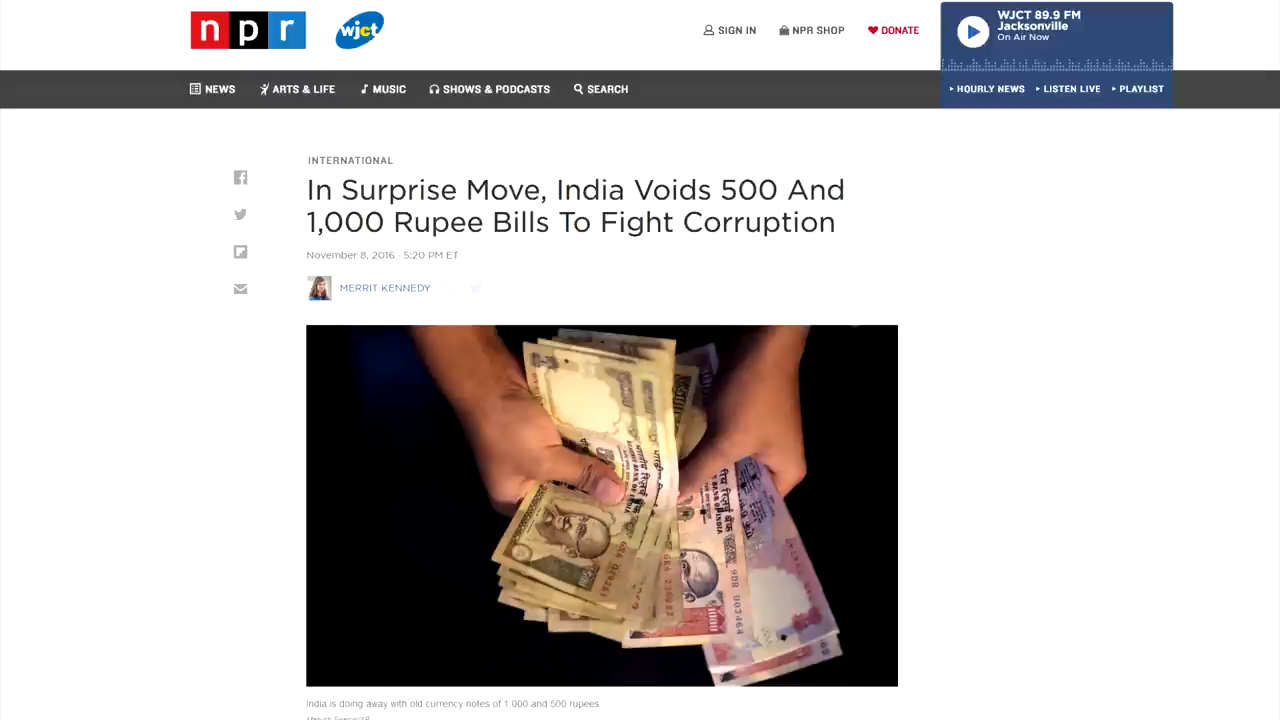 npr
wjct
SIGN IN
NPR SHOP
DONATE
WJCT 89.9 FM
Jacksonville
On Air Now
NEWS
ARTS & LIFE
MUSIC
SHOWS & PODCASTS
SEARCH
HOURLY NEWS
LISTEN LIVE
PLAYLIST
INTERNATIONAL
In Surprise Move, India Voids 500 And
1,000 Rupee Bills To Fight Corruption
November 8, 2016 · 5:20 PM ET
MERRIT KENNEDY
India is doing away with old currency notes of 1,000 and 500 rupees